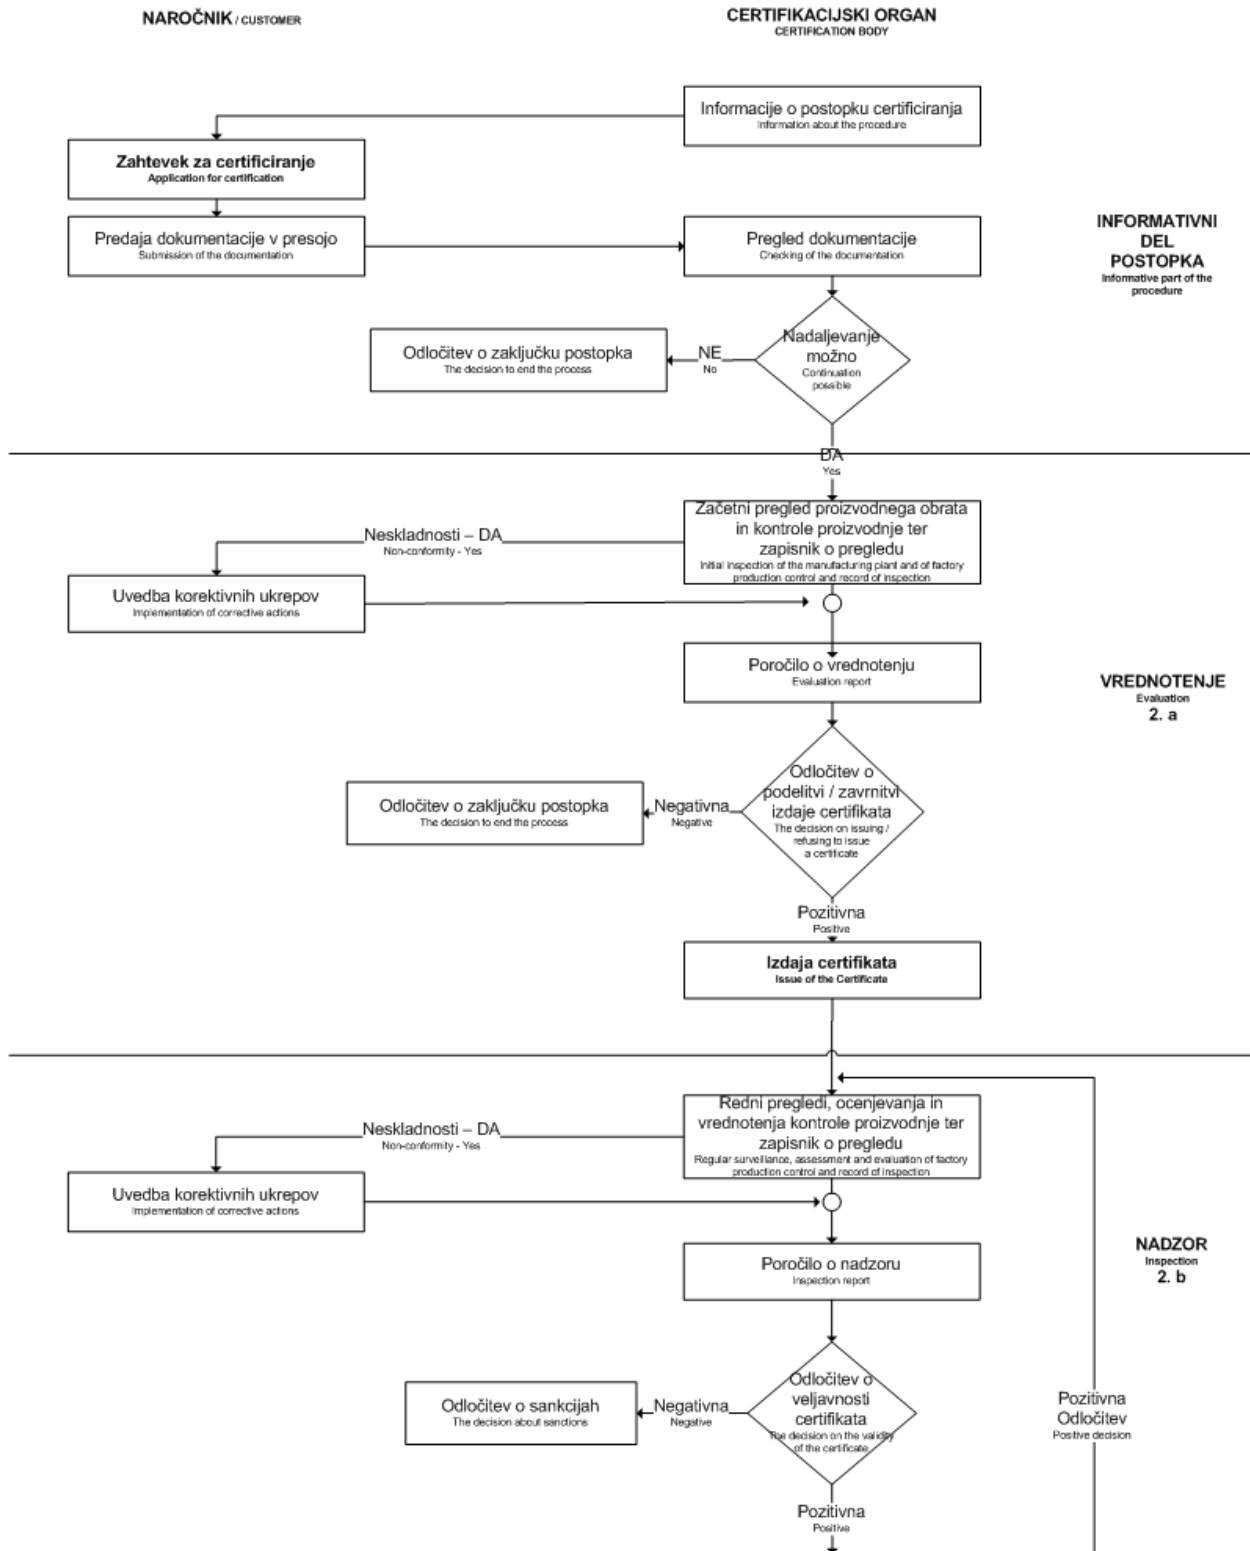 NAROČNIK / CUSTOMER
CERTIFIKACIJSKI ORGAN
CERTIFICATION BODY
Informacije o postopku certificiranja
Information about the procedure
Zahtevek za certificiranje
Application for certification
Predaja dokumentacije v presojo
Submission of the documentation
Pregled dokumentacije
Checking of the documentation
INFORMATIVNI
DEL
POSTOPKA
Informative part of the
procedure
Nadaljevanje
možno
Continuation
possible
NE
No
Odločitev o zaključku postopka
The decision to end the process
DA
Yes
Začetni pregled proizvodnega obrata
in kontrole proizvodnje ter
zapisnik o pregledu
Initial inspection of the manufacturing plant and of factory
production control and record of inspection
Neskladnosti – DA
Non-conformity - Yes
Uvedba korektivnih ukrepov
Implementation of corrective actions
Poročilo o vrednotenju
Evaluation report
VREDNOTENJE
Evaluation
2. a
Odločitev o
podelitvi / zavrnitvi
izdaje certifikata
The decision on issuing /
refusing to issue
a certificate
Negativna
Negative
Odločitev o zaključku postopka
The decision to end the process
Pozitivna
Positive
Izdaja certifikata
Issue of the Certificate
Redni pregledi, ocenjevanja in
vrednotenja kontrole proizvodnje ter
zapisnik o pregledu
Regular surveillance, assessment and evaluation of factory
production control and record of inspection
Neskladnosti – DA
Non-conformity - Yes
Uvedba korektivnih ukrepov
Implementation of corrective actions
Poročilo o nadzoru
Inspection report
NADZOR
Inspection
2. b
Odločitev o
veljavnosti
certifikata
The decision on the validity
of the certificate
Negativna
Negative
Odločitev o sankcijah
The decision about sanctions
Pozitivna
Odločitev
Positive decision
Pozitivna
Positive